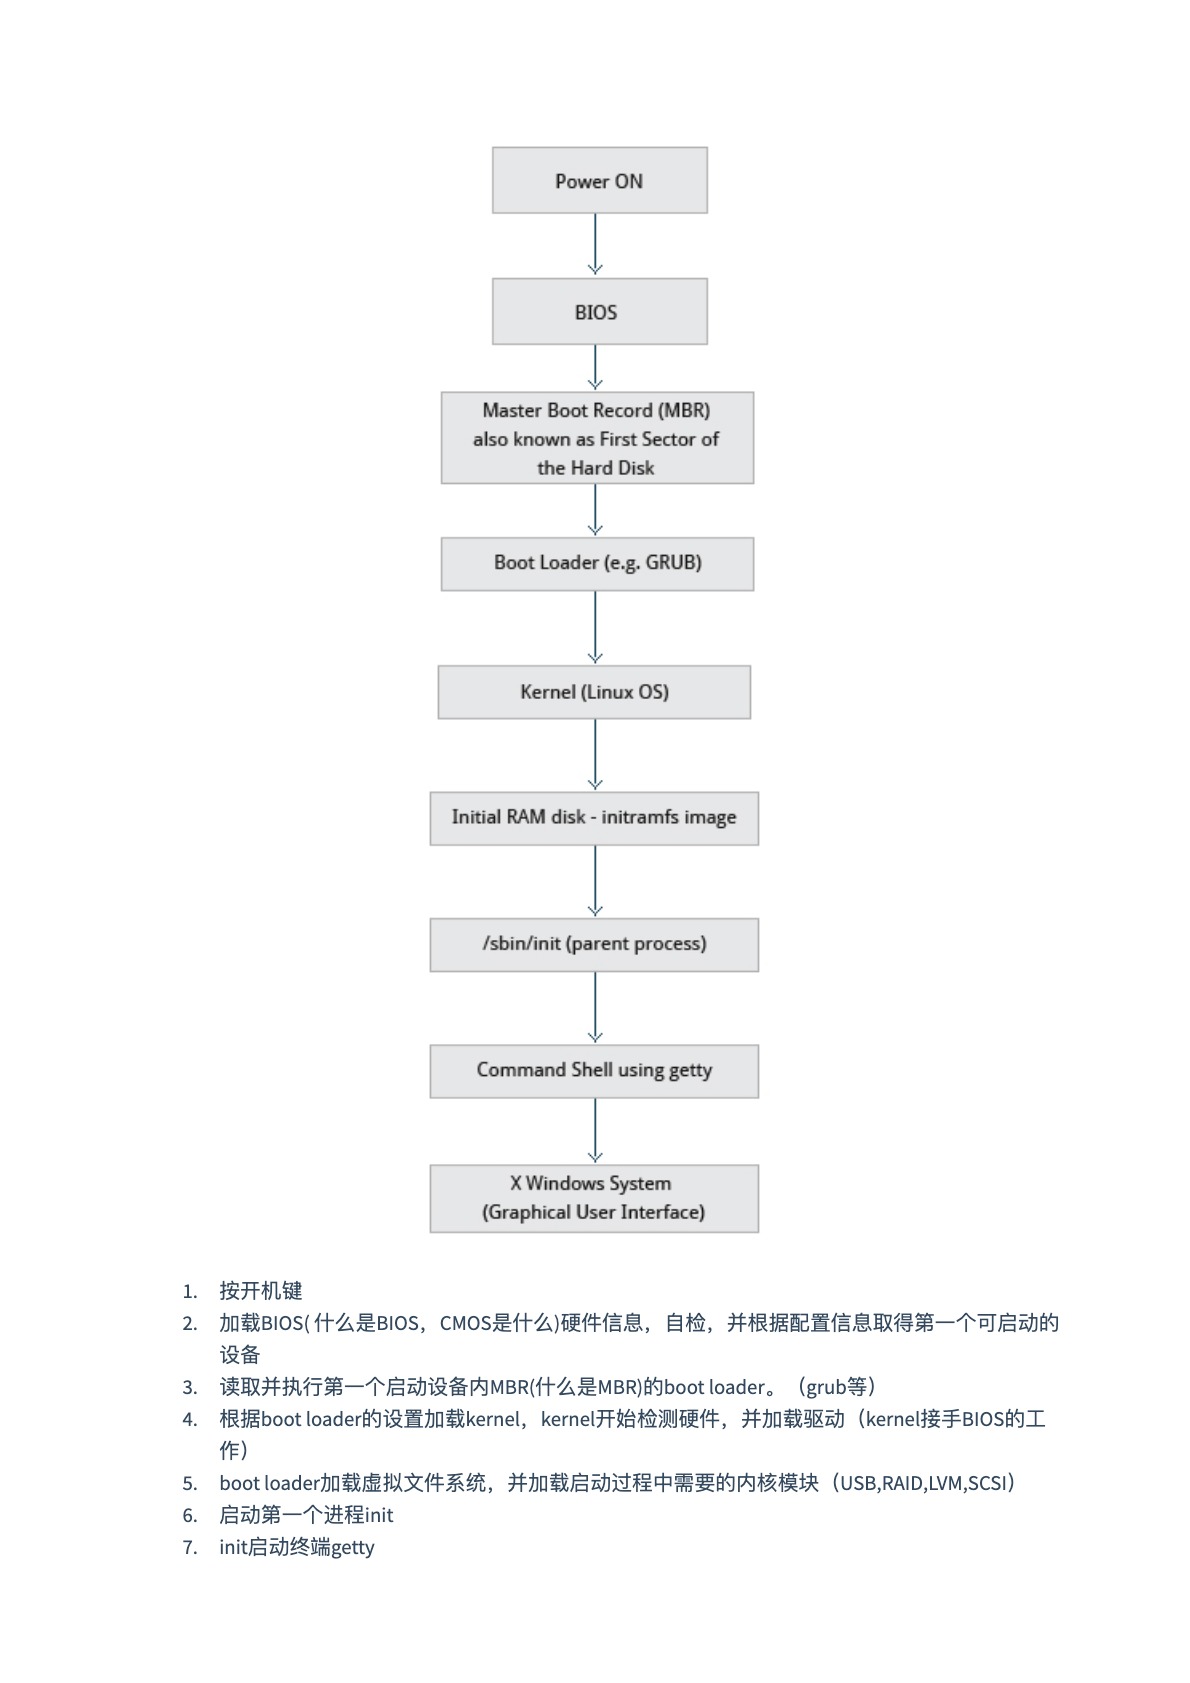 Power ON
BIOS
Master Boot Record (MBR)
also known as First Sector of
the Hard Disk
Boot Loader (e.g. GRUB)
Kernel (Linux OS)
Initial RAM disk - initramfs image
/sbin/init (parent process)
Command Shell using getty
X Windows System
(Graphical User Interface)
1. 按开机键
2. 加载BIOS( 什么是BIOS，CMOS是什么)硬件信息，自检，并根据配置信息取得第一个可启动的
设备
3. 读取并执行第一个启动设备内MBR(什么是MBR)的boot loader。（grub等）
4. 根据boot loader的设置加载kernel，kernel开始检测硬件，并加载驱动（kernel接手BIOS的工
作）
5. boot loader加载虚拟文件系统，并加载启动过程中需要的内核模块（USB,RAID,LVM,SCSI）
6. 启动第一个进程init
7. init启动终端getty